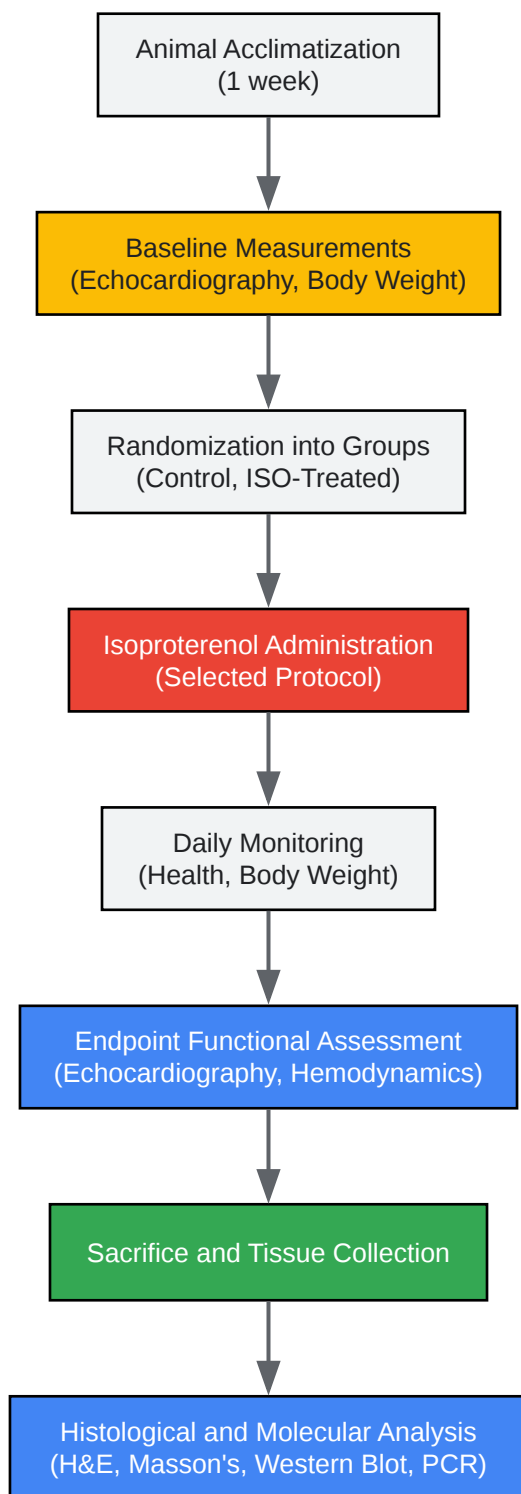 Animal Acclimatization
(1 week)
Baseline Measurements
(Echocardiography, Body Weight)
Randomization into Groups
(Control, ISO-Treated)
Isoproterenol Administration
(Selected Protocol)
Daily Monitoring
(Health, Body Weight)
Endpoint Functional Assessment
(Echocardiography, Hemodynamics)
Sacrifice and Tissue Collection
Histological and Molecular Analysis
(H&E, Masson's, Western Blot, PCR)